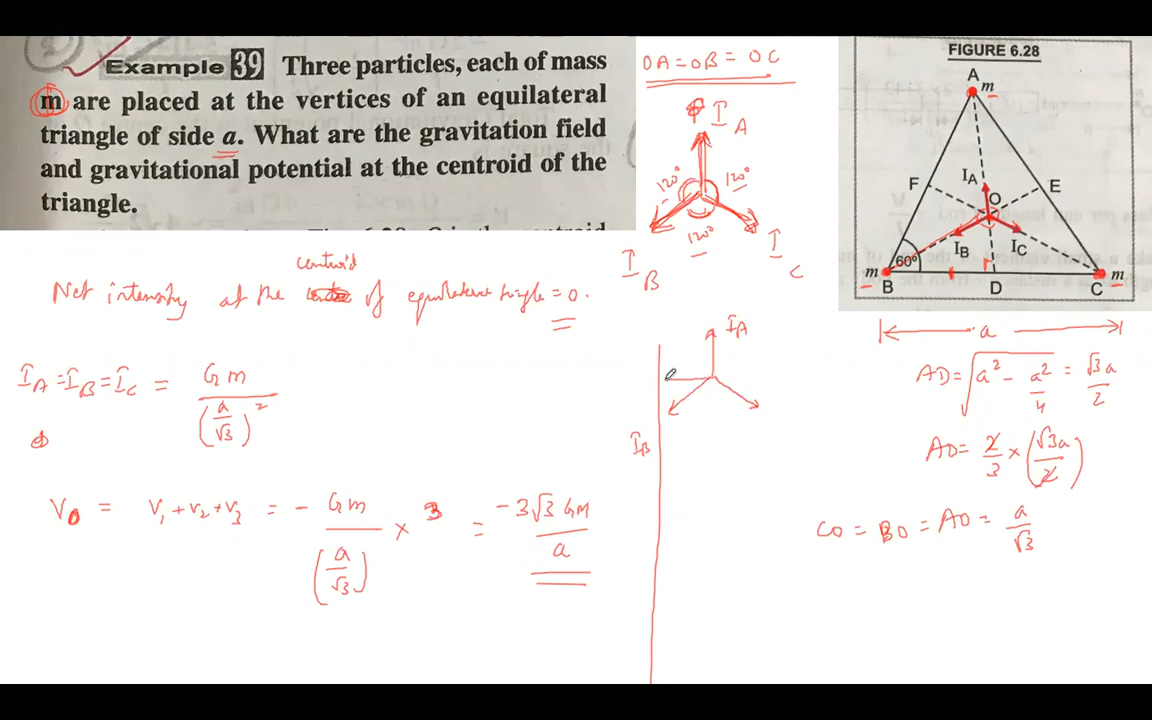 Example 39 Three particles, each of mass
m are placed at the vertices of an equilateral
triangle of side a. What are the gravitation field
and gravitational potential at the centroid of the
triangle.
OA = OB = OC
I A
120° 120°
120°
I B
I C
FIGURE 6.28
A
m
F
I_A
O
E
60°
I_B
I_C
m
B
D
C
m
a
centroid
Net intensity at the of equilateral triangle = 0.
I_A = I_B = I_C = Gm / (a/√3)²
V_0 = V_1 + V_2 + V_3 = - Gm / (a/√3) × 3 = -3√3 GM / a
I_A
I_B
AD = √(a² - a²/4) = √3a/2
AO = 2/3 × (√3a/2)
CO = BO = AO = a/√3